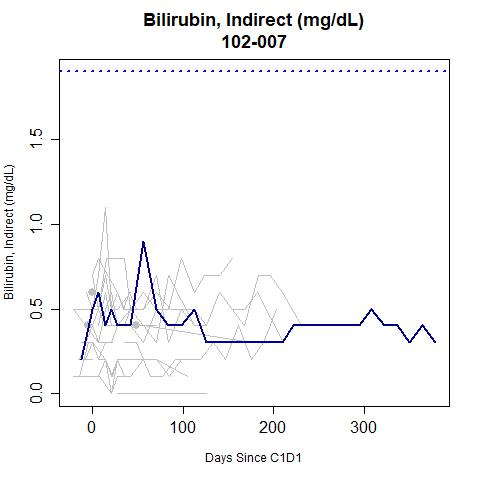 Bilirubin, Indirect (mg/dL)
102-007
Bilirubin, Indirect (mg/dL)
1.5
1.0
0.5
0.0
0 100 200 300
Days Since C1D1